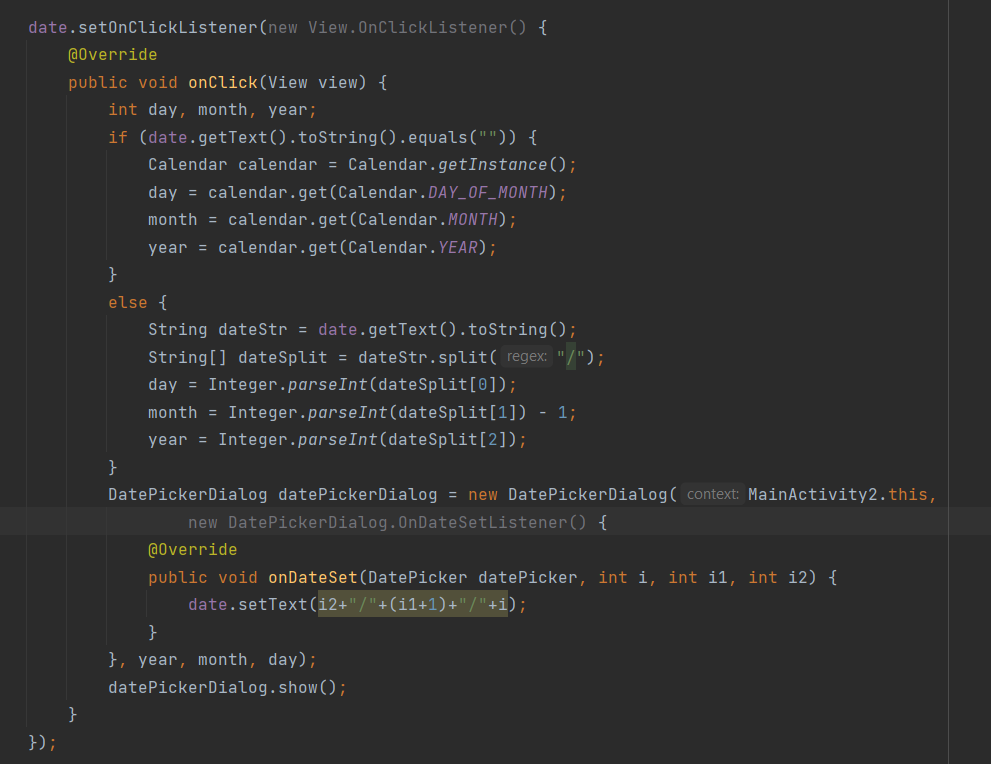 date.setOnClickListener(new View.OnClickListener() {
    @Override
    public void onClick(View view) {
        int day, month, year;
        if (date.getText().toString().equals("")) {
            Calendar calendar = Calendar.getInstance();
            day = calendar.get(Calendar.DAY_OF_MONTH);
            month = calendar.get(Calendar.MONTH);
            year = calendar.get(Calendar.YEAR);
        }
        else {
            String dateStr = date.getText().toString();
            String[] dateSplit = dateStr.split( regex: "/");
            day = Integer.parseInt(dateSplit[0]);
            month = Integer.parseInt(dateSplit[1]) - 1;
            year = Integer.parseInt(dateSplit[2]);
        }
        DatePickerDialog datePickerDialog = new DatePickerDialog( context: MainActivity2.this,
                new DatePickerDialog.OnDateSetListener() {
            @Override
            public void onDateSet(DatePicker datePicker, int i, int i1, int i2) {
                date.setText(i2+"/"+(i1+1)+"/"+i);
            }
        }, year, month, day);
        datePickerDialog.show();
    }
});